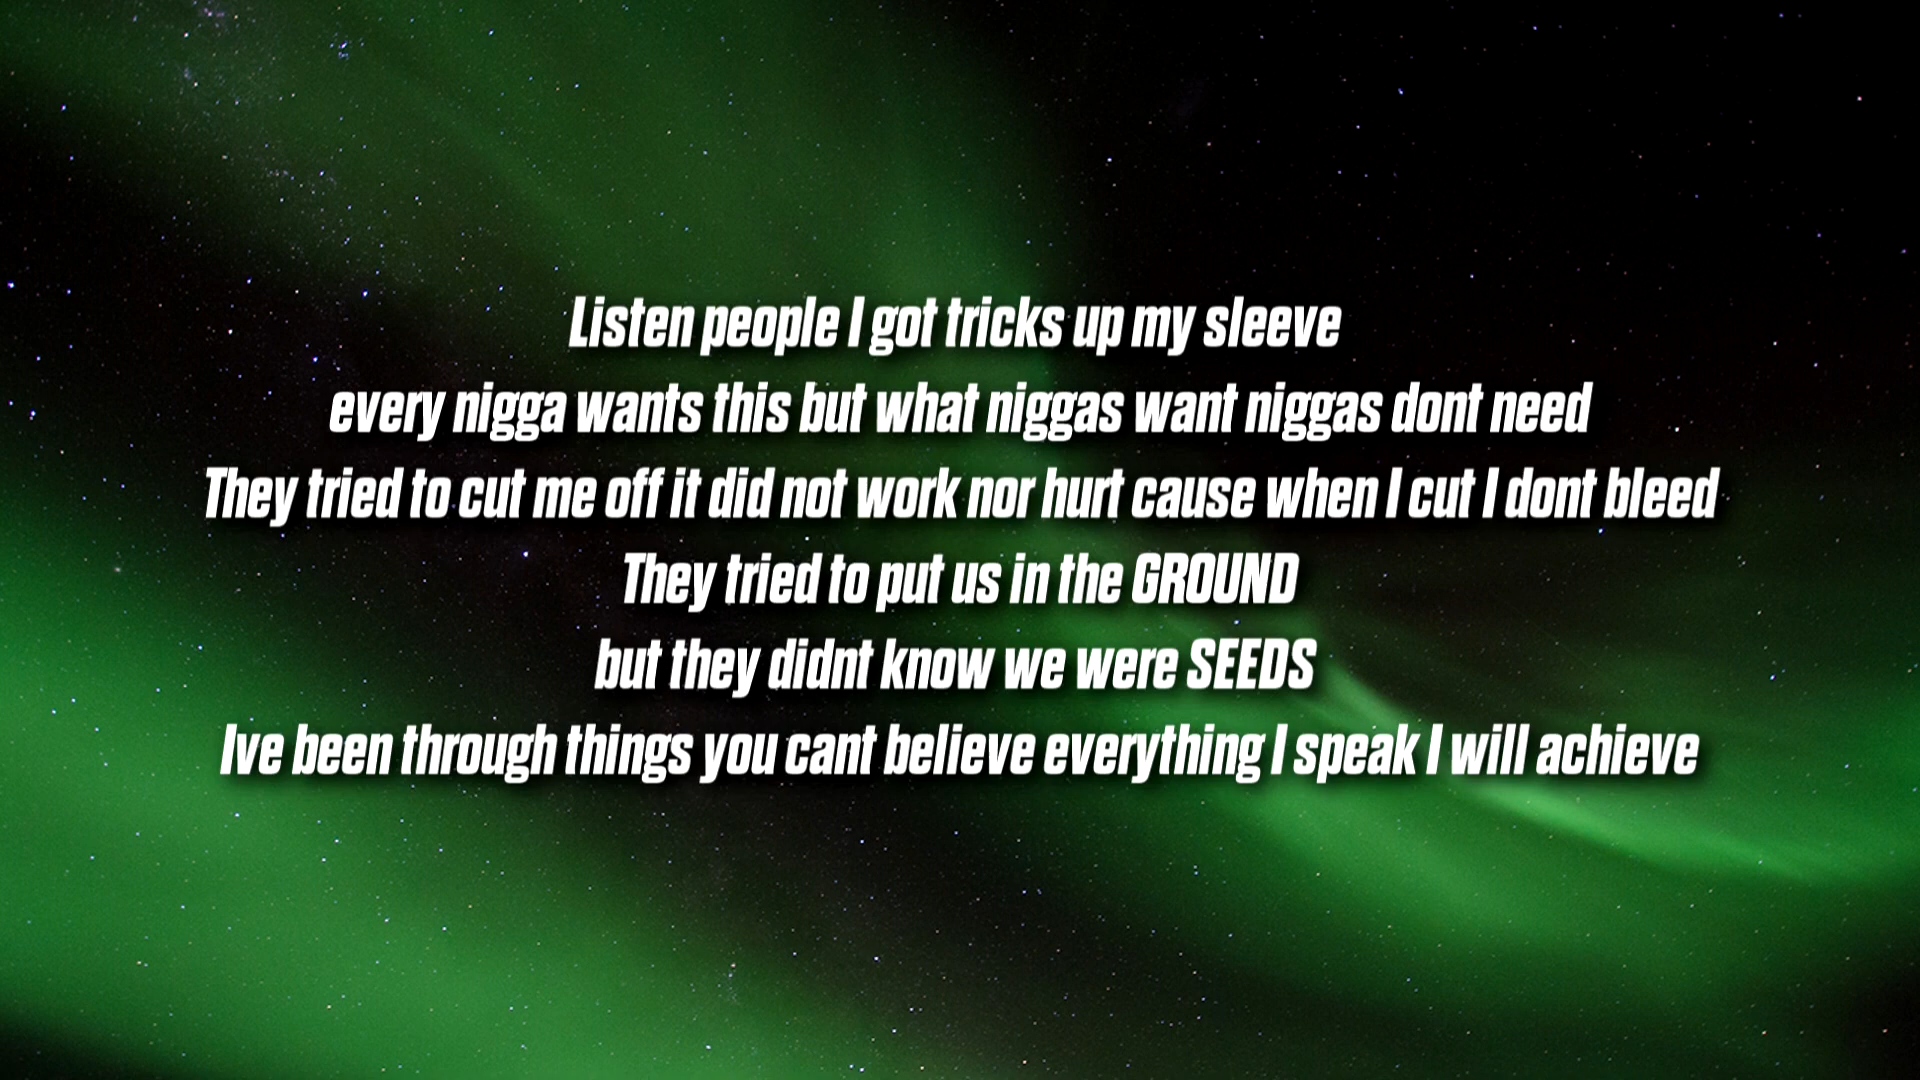 Listen people I got tricks up my sleeve
every nigga wants this but what niggas want niggas dont need
They tried to cut me off it did not work nor hurt cause when I cut I dont bleed
They tried to put us in the GROUND
but they didnt know we were SEEDS
Ive been through things you cant believe everything I speak I will achieve